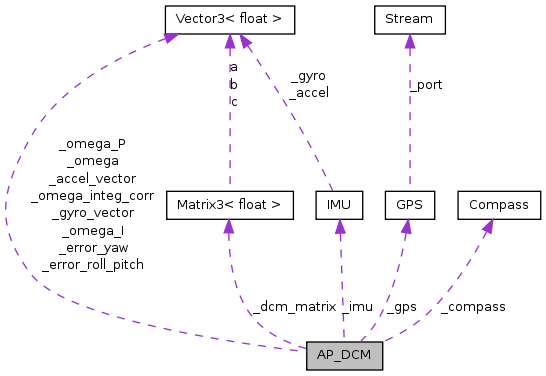 Vector3< float >
Stream
a
b
c
_gyro
_accel
_port
_omega_P
_omega
_accel_vector
_omega_integ_corr
_gyro_vector
_omega_I
_error_yaw
_error_roll_pitch
Matrix3< float >
IMU
GPS
Compass
_dcm_matrix
_imu
_gps
_compass
AP_DCM